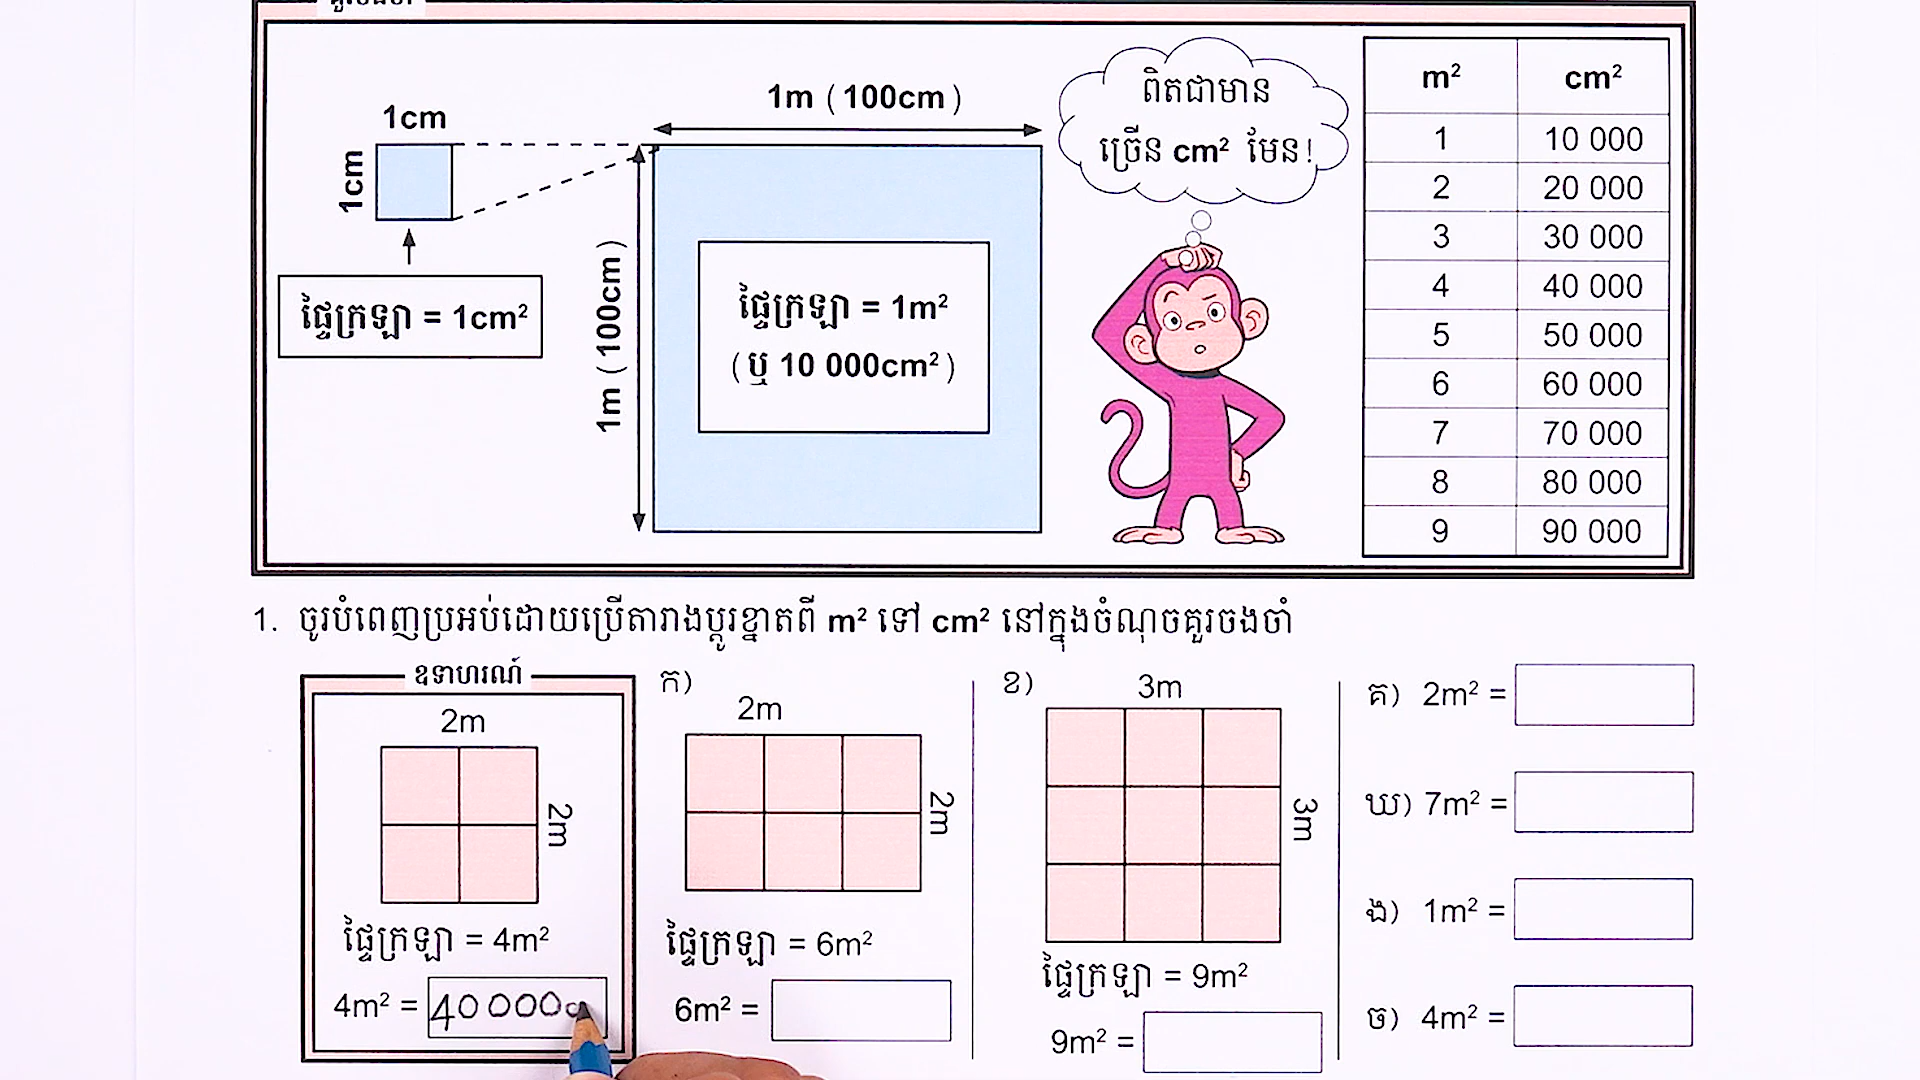 1cm
1cm
ផ្ទៃក្រឡា = 1cm²
1m (100cm)
1m (100cm)
ផ្ទៃក្រឡា = 1m²
(ឬ 10 000cm²)
ពិតជាមាន
ច្រើន cm² មែន!
m² cm²
1 10 000
2 20 000
3 30 000
4 40 000
5 50 000
6 60 000
7 70 000
8 80 000
9 90 000
1. ចូរបំពេញប្រអប់ដោយប្រើតារាងប្តូរខ្នាតពី m² ទៅ cm² នៅក្នុងចំណុចគួរចងចាំ
ឧទាហរណ៍
2m
2m
ផ្ទៃក្រឡា = 4m²
4m² = 40 000c
ក)
2m
2m
ផ្ទៃក្រឡា = 6m²
6m² =
ខ)
3m
3m
ផ្ទៃក្រឡា = 9m²
9m² =
គ) 2m² =
ឃ) 7m² =
ង) 1m² =
ច) 4m² =